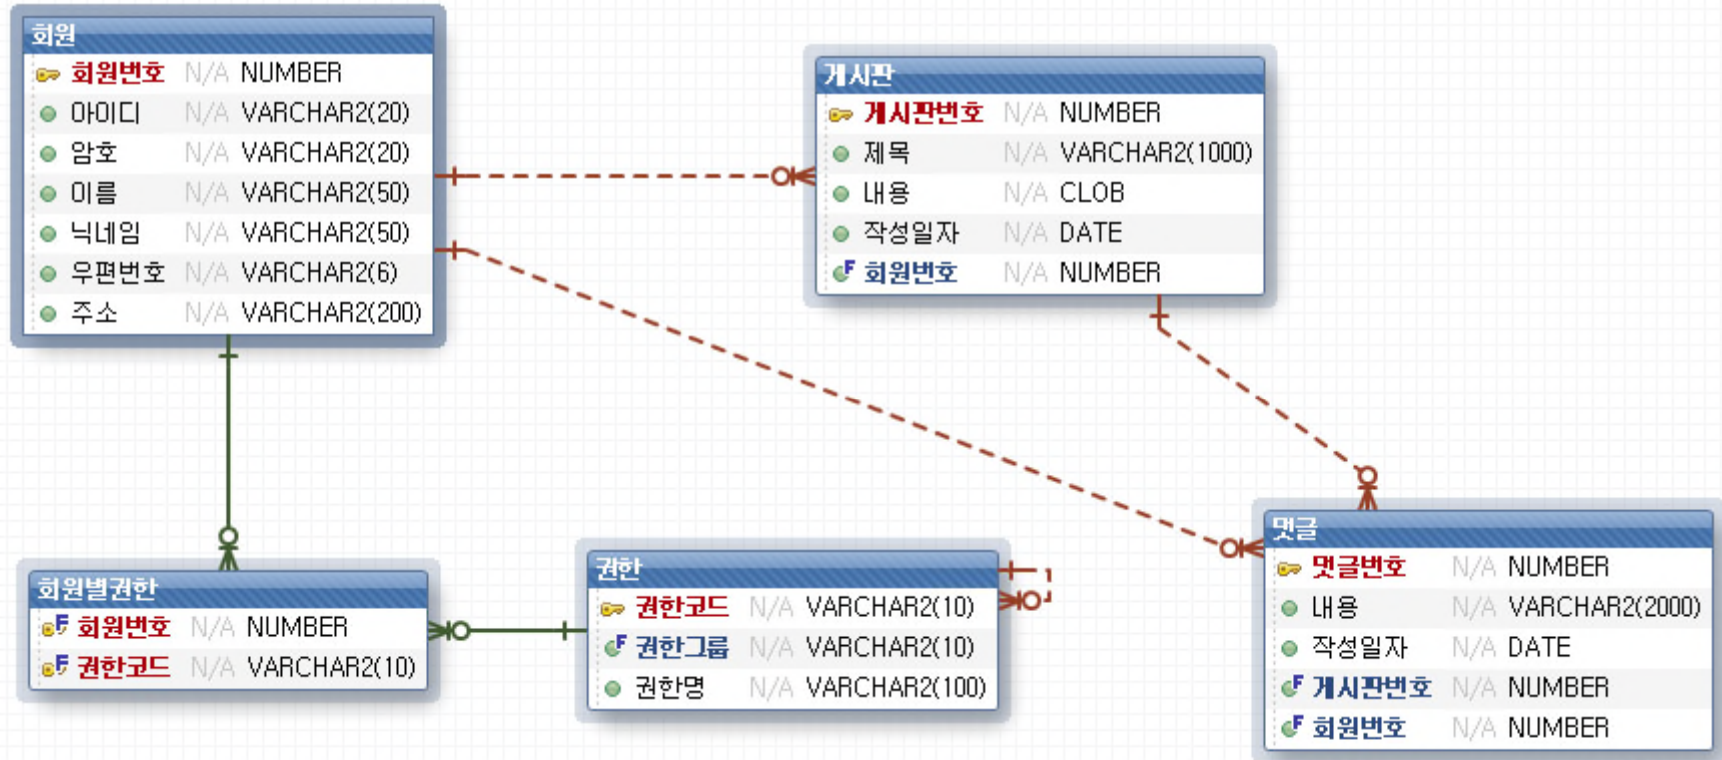 회원
회원번호 N/A NUMBER
아이디 N/A VARCHAR2(20)
암호 N/A VARCHAR2(20)
이름 N/A VARCHAR2(50)
닉네임 N/A VARCHAR2(50)
우편번호 N/A VARCHAR2(6)
주소 N/A VARCHAR2(200)
게시판
게시판번호 N/A NUMBER
제목 N/A VARCHAR2(1000)
내용 N/A CLOB
작성일자 N/A DATE
F 회원번호 N/A NUMBER
회원별권한
F 회원번호 N/A NUMBER
F 권한코드 N/A VARCHAR2(10)
권한
권한코드 N/A VARCHAR2(10)
F 권한그룹 N/A VARCHAR2(10)
권한명 N/A VARCHAR2(100)
댓글
댓글번호 N/A NUMBER
내용 N/A VARCHAR2(2000)
작성일자 N/A DATE
F 게시판번호 N/A NUMBER
F 회원번호 N/A NUMBER